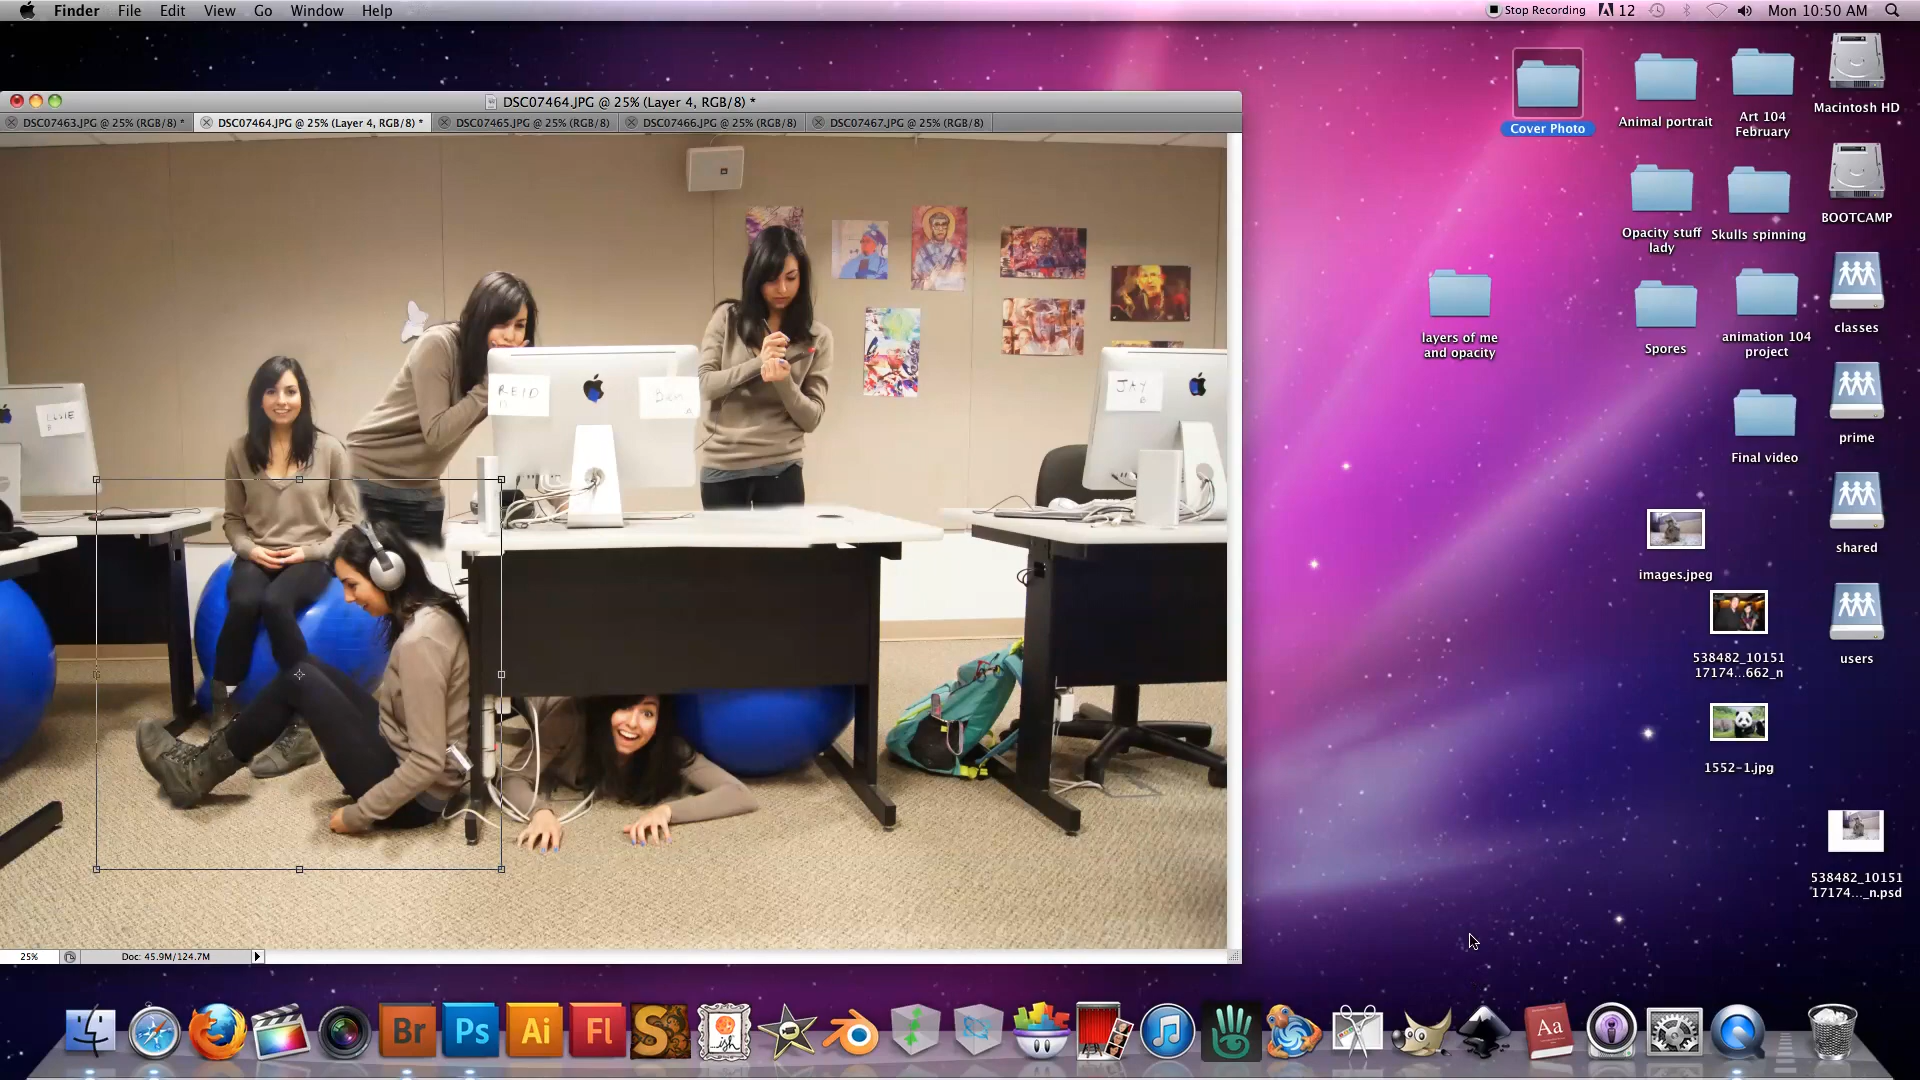 Finder File Edit View Go Window Help
Stop Recording 12 Mon 10:50 AM
DSC07464.JPG @ 25% (Layer 4, RGB/8) *
DSC07463.JPG @ 25% (RGB/8) * DSC07464.JPG @ 25% (Layer 4, RGB/8) * DSC07465.JPG @ 25% (RGB/8) DSC07466.JPG @ 25% (RGB/8) DSC07467.JPG @ 25% (RGB/8)
Cover Photo
Animal portrait
Art 104
February
Macintosh HD
Opacity stuff
lady
Skulls spinning
BOOTCAMP
layers of me
and opacity
Spores
animation 104
project
classes
Final video
prime
images.jpeg
shared
538482_10151
17174...662_n
users
1552-1.jpg
538482_10151
17174..._n.psd
REID
Ben
JAY
25% Doc: 45.9M/124.7M
Br Ps Ai Fl S ish Aa